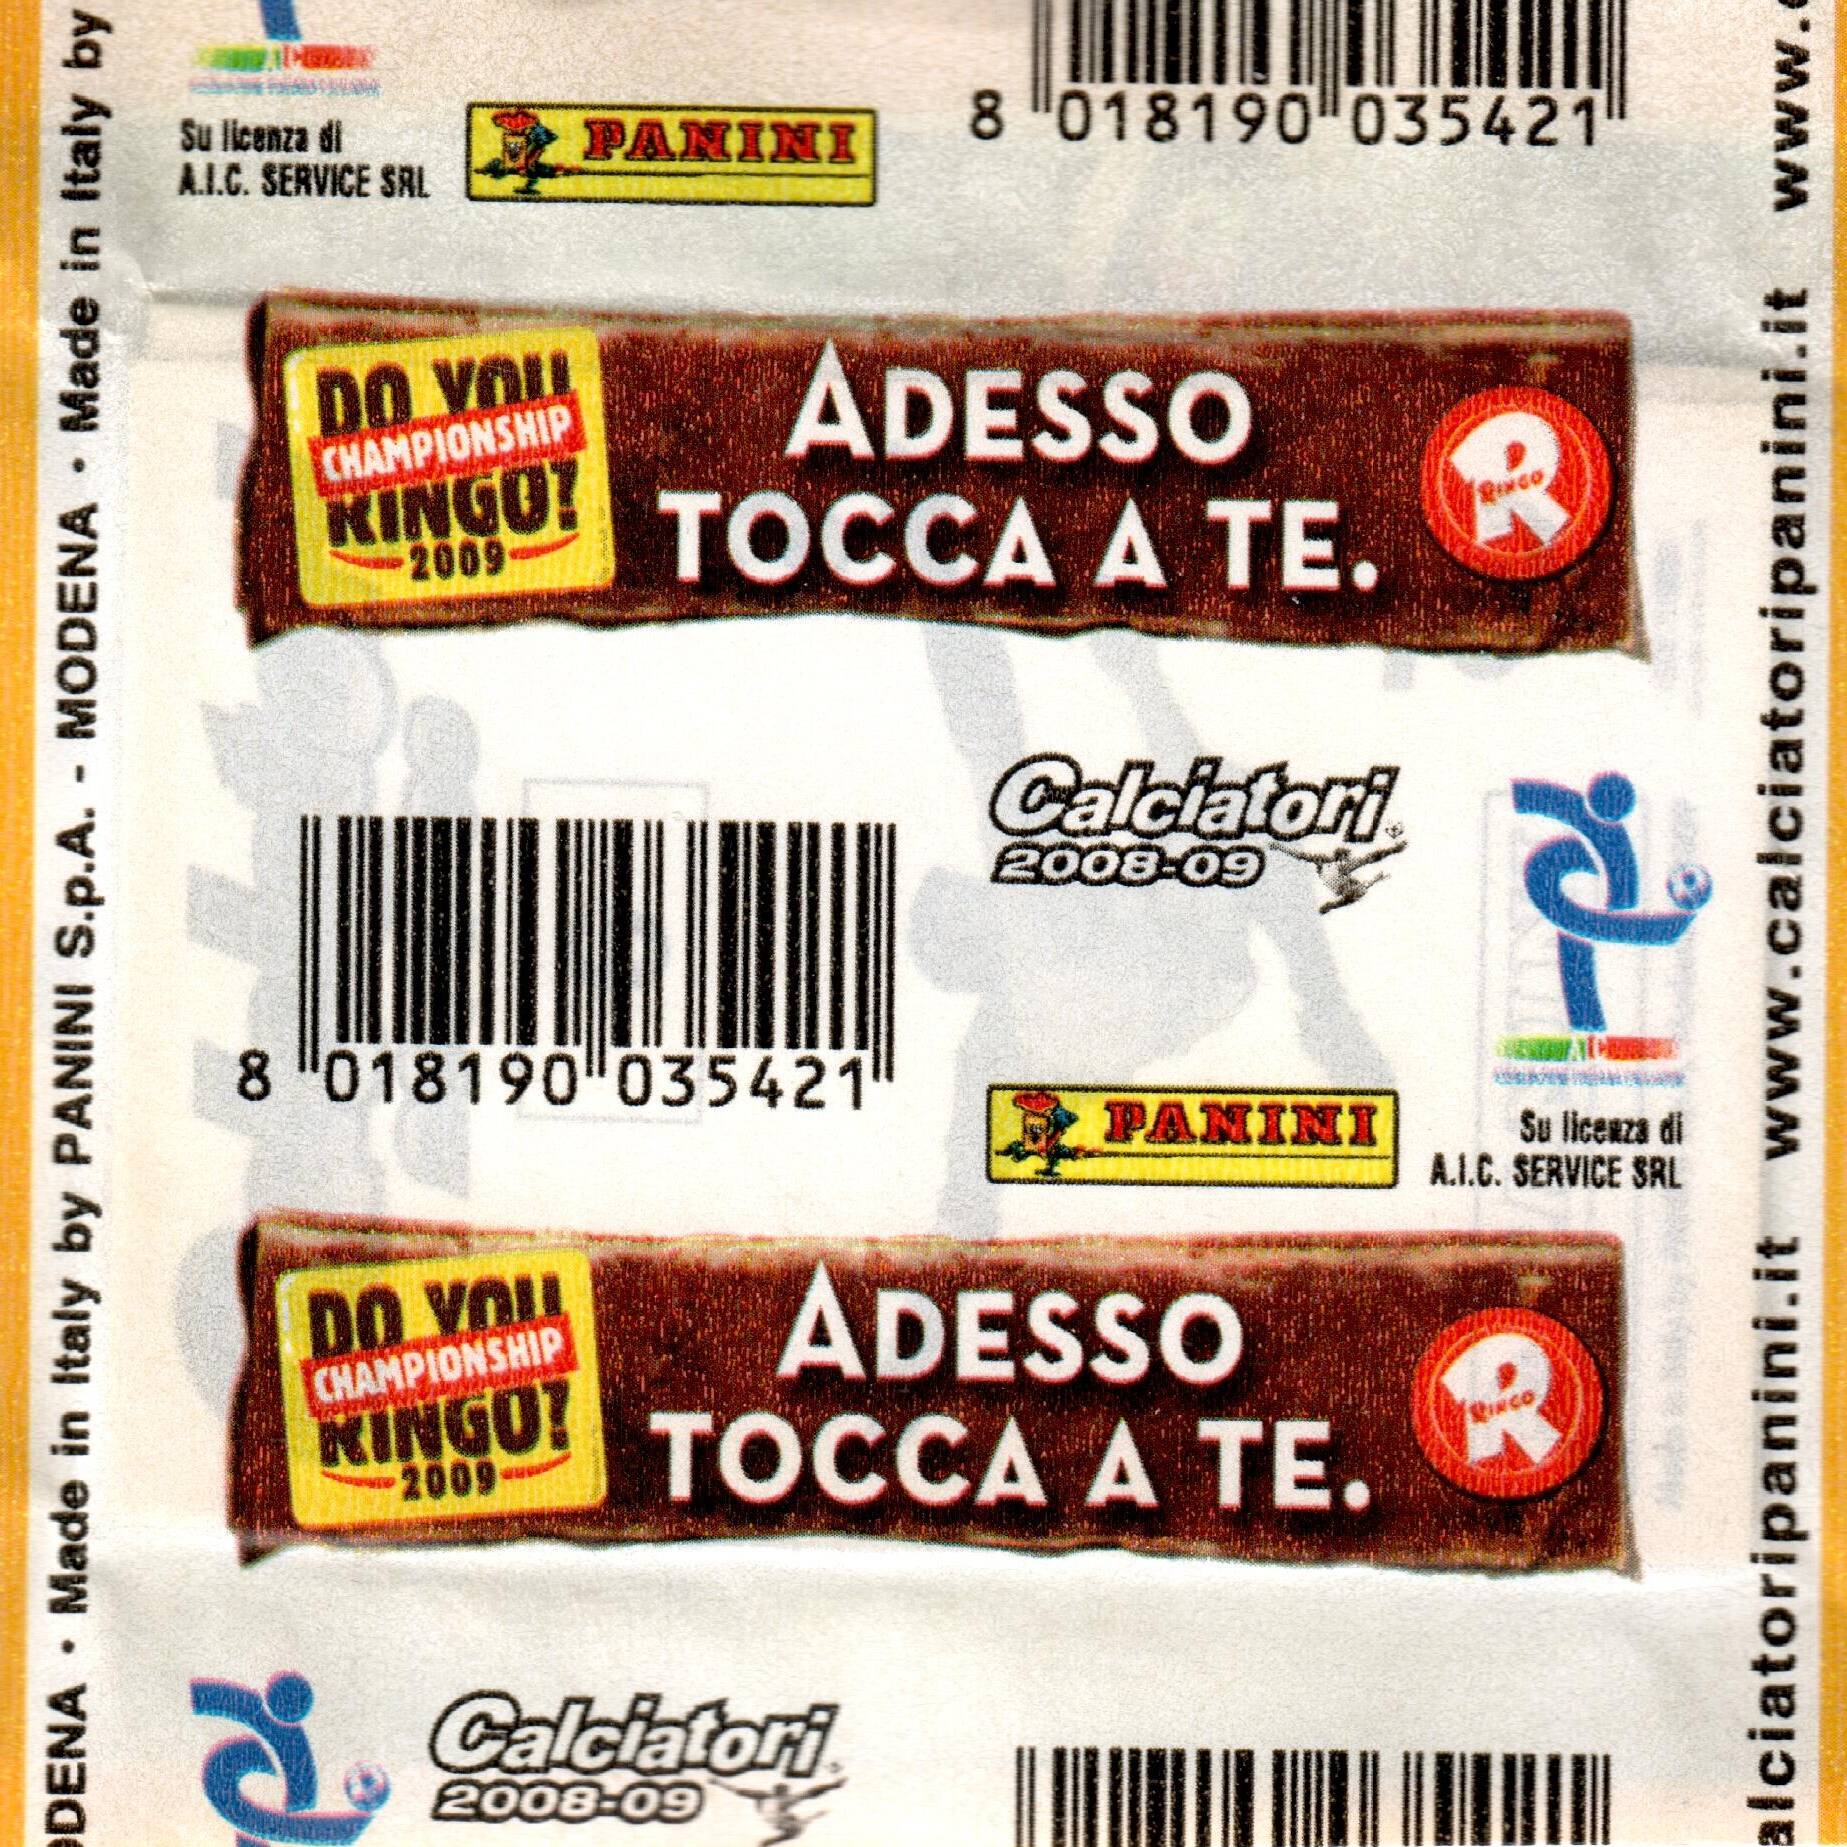 Su licenza di
A.I.C. SERVICE SRL
PANINI
8 018190 035421
DO YOU
CHAMPIONSHIP
RINGO?
2009
ADESSO
TOCCA A TE.
RINGO
8 018190 035421
Calciatori
2008-09
PANINI
Su licenza di
A.I.C. SERVICE SRL
DO YOU
CHAMPIONSHIP
RINGO?
2009
ADESSO
TOCCA A TE.
RINGO
Calciatori
2008-09
ODENA • Made in Italy by PANINI S.p.A. - MODENA • Made in Italy by
alciatoripanini.it www.calciatoripanini.it www.